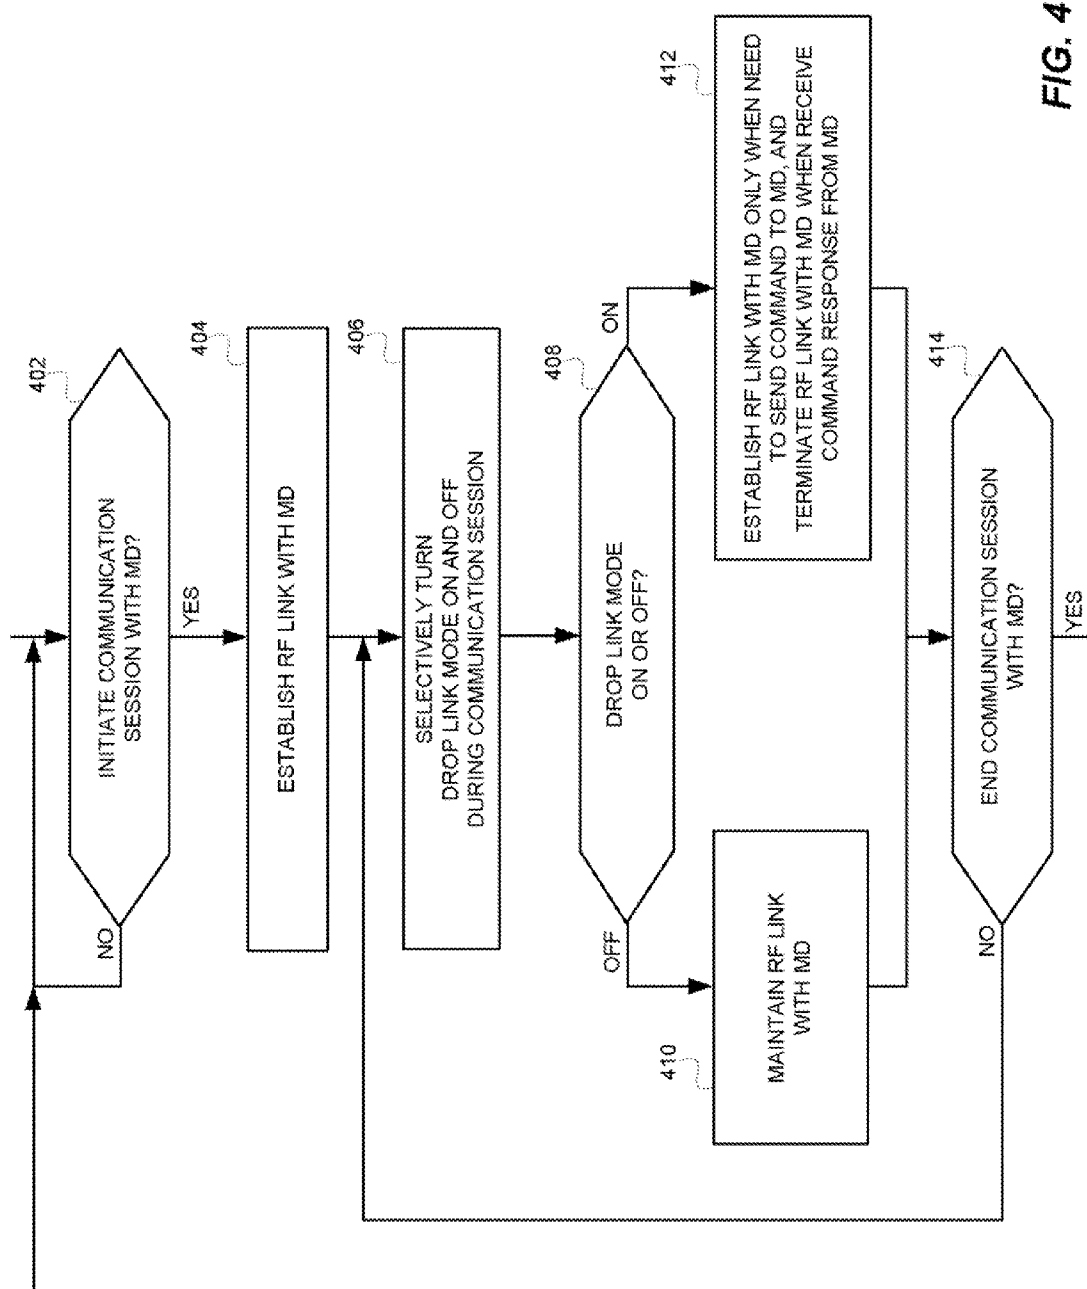 402
INITIATE COMMUNICATION
SESSION WITH MD?
NO
YES
404
ESTABLISH RF LINK WITH MD
406
SELECTIVELY TURN
DROP LINK MODE ON AND OFF
DURING COMMUNICATION SESSION
408
DROP LINK MODE
ON OR OFF?
OFF
ON
410
MAINTAIN RF LINK
WITH MD
412
ESTABLISH RF LINK WITH MD ONLY WHEN NEED
TO SEND COMMAND TO MD, AND
TERMINATE RF LINK WITH MD WHEN RECEIVE
COMMAND RESPONSE FROM MD
414
END COMMUNICATION SESSION
WITH MD?
NO
YES
FIG. 4